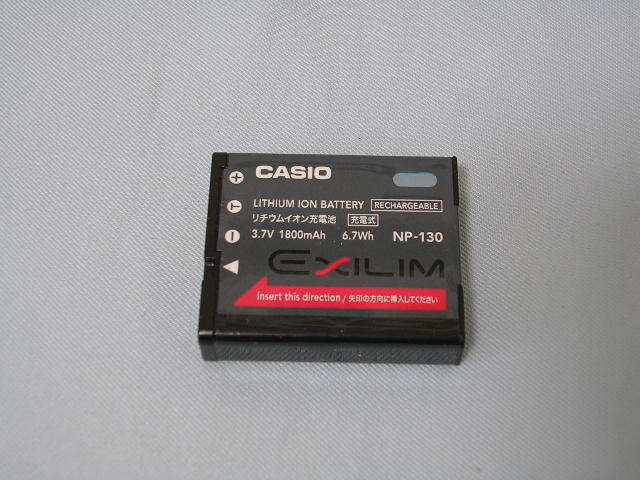 CASIO
LITHIUM ION BATTERY RECHARGEABLE
リチウムイオン充電池 充電式
3.7V 1800mAh 6.7Wh NP-130
EXILIM
Insert this direction / 矢印の方向に挿入してください